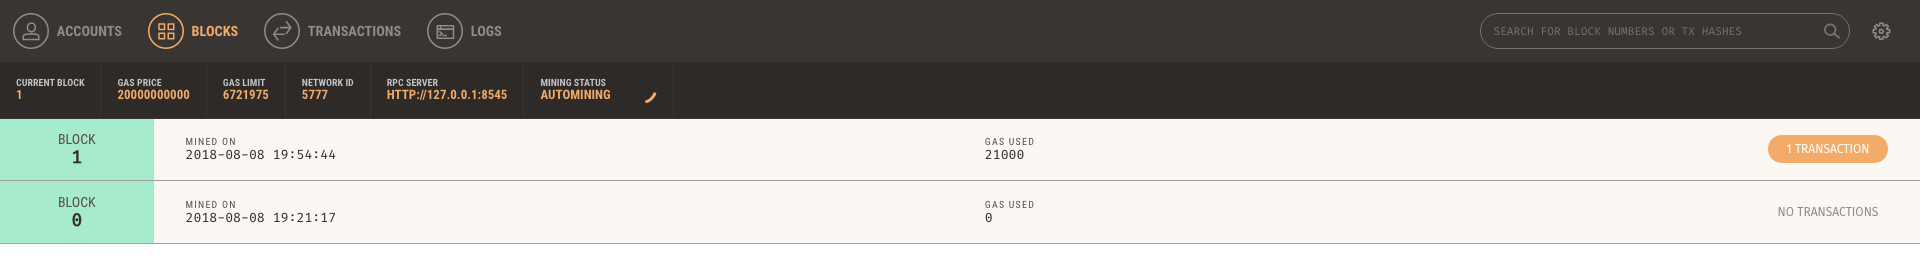 ACCOUNTS BLOCKS TRANSACTIONS LOGS SEARCH FOR BLOCK NUMBERS OR TX HASHES
CURRENT BLOCK GAS PRICE GAS LIMIT NETWORK ID RPC SERVER MINING STATUS
1 20000000000 6721975 5777 HTTP://127.0.0.1:8545 AUTOMINING
BLOCK
1
MINED ON
2018-08-08 19:54:44
GAS USED
21000
1 TRANSACTION
BLOCK
0
MINED ON
2018-08-08 19:21:17
GAS USED
0
NO TRANSACTIONS